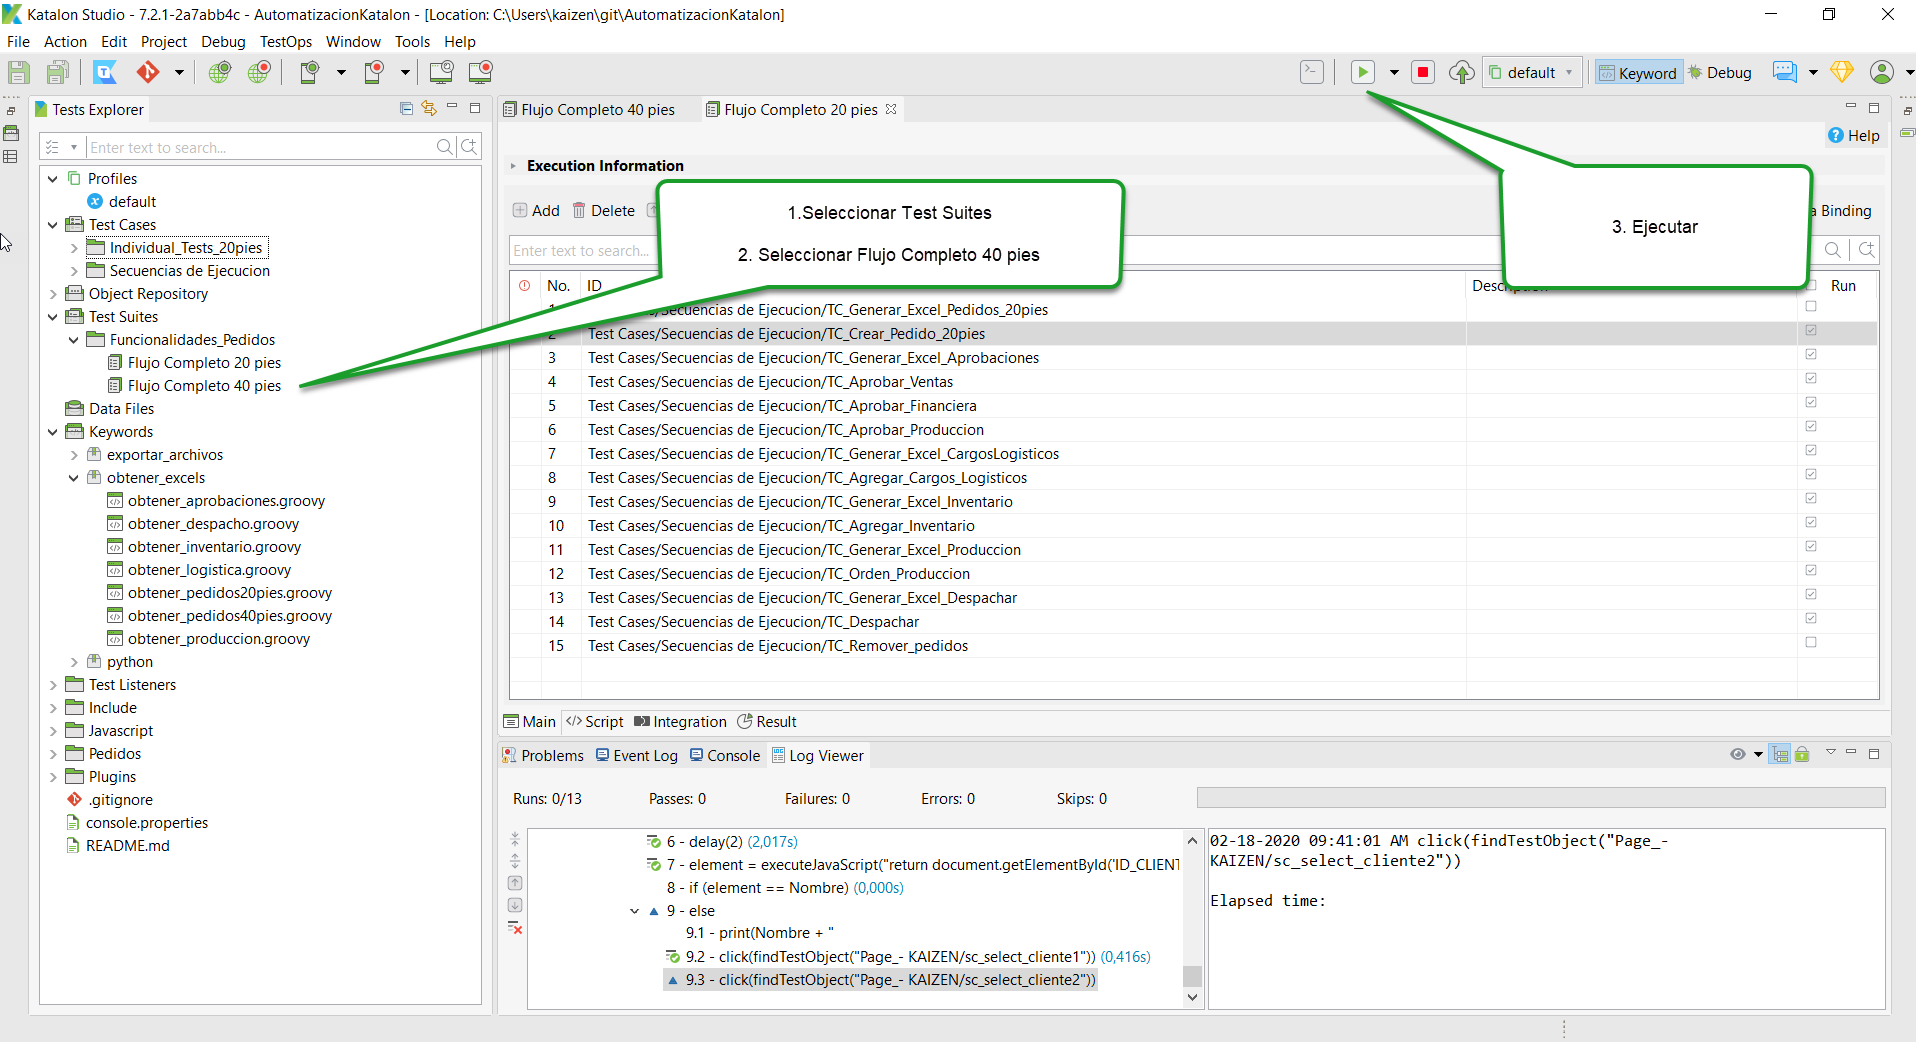 Katalon Studio - 7.2.1-2a7abb4c - AutomatizacionKatalon - [Location: C:\Users\kaizen\git\AutomatizacionKatalon]
File Action Edit Project Debug TestOps Window Tools Help
default
Keyword
Debug
Tests Explorer
Enter text to search...
Profiles
default
Test Cases
Individual_Tests_20pies
Secuencias de Ejecucion
Object Repository
Test Suites
Funcionalidades_Pedidos
Flujo Completo 20 pies
Flujo Completo 40 pies
Data Files
Keywords
exportar_archivos
obtener_excels
obtener_aprobaciones.groovy
obtener_despacho.groovy
obtener_inventario.groovy
obtener_logistica.groovy
obtener_pedidos20pies.groovy
obtener_pedidos40pies.groovy
obtener_produccion.groovy
python
Test Listeners
Include
Javascript
Pedidos
Plugins
.gitignore
console.properties
README.md
Flujo Completo 40 pies
Flujo Completo 20 pies
Help
Execution Information
Add Delete
1.Seleccionar Test Suites
2. Seleccionar Flujo Completo 40 pies
3. Ejecutar
a Binding
Enter text to search...
No. ID Description Run
1 Test Cases/Secuencias de Ejecucion/TC_Generar_Excel_Pedidos_20pies
2 Test Cases/Secuencias de Ejecucion/TC_Crear_Pedido_20pies
3 Test Cases/Secuencias de Ejecucion/TC_Generar_Excel_Aprobaciones
4 Test Cases/Secuencias de Ejecucion/TC_Aprobar_Ventas
5 Test Cases/Secuencias de Ejecucion/TC_Aprobar_Financiera
6 Test Cases/Secuencias de Ejecucion/TC_Aprobar_Produccion
7 Test Cases/Secuencias de Ejecucion/TC_Generar_Excel_CargosLogisticos
8 Test Cases/Secuencias de Ejecucion/TC_Agregar_Cargos_Logisticos
9 Test Cases/Secuencias de Ejecucion/TC_Generar_Excel_Inventario
10 Test Cases/Secuencias de Ejecucion/TC_Agregar_Inventario
11 Test Cases/Secuencias de Ejecucion/TC_Generar_Excel_Produccion
12 Test Cases/Secuencias de Ejecucion/TC_Orden_Produccion
13 Test Cases/Secuencias de Ejecucion/TC_Generar_Excel_Despachar
14 Test Cases/Secuencias de Ejecucion/TC_Despachar
15 Test Cases/Secuencias de Ejecucion/TC_Remover_pedidos
Main Script Integration Result
Problems Event Log Console Log Viewer
Runs: 0/13 Passes: 0 Failures: 0 Errors: 0 Skips: 0
6 - delay(2) (2,017s)
7 - element = executeJavaScript("return document.getElementById('ID_CLIENT
8 - if (element == Nombre) (0,000s)
9 - else
9.1 - print(Nombre + "
9.2 - click(findTestObject("Page_- KAIZEN/sc_select_cliente1")) (0,416s)
9.3 - click(findTestObject("Page_- KAIZEN/sc_select_cliente2"))
02-18-2020 09:41:01 AM click(findTestObject("Page_-
KAIZEN/sc_select_cliente2"))
Elapsed time: